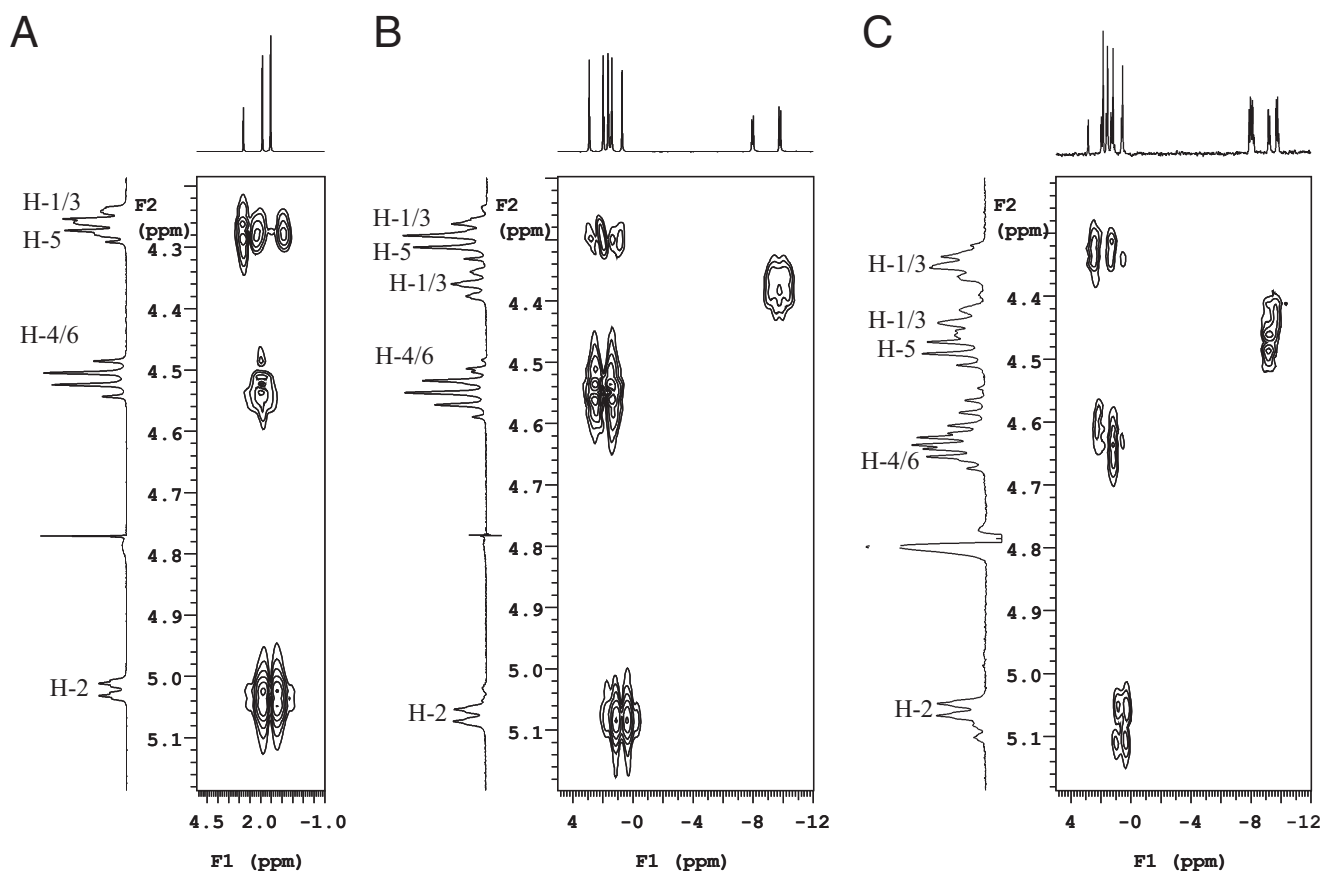 A
H-1/3
H-5
H-4/6
H-2
F2
(ppm)
4.3
4.4
4.5
4.6
4.7
4.8
4.9
5.0
5.1
4.5 2.0 -1.0
F1 (ppm)
B
H-1/3
H-5
H-1/3
H-4/6
H-2
F2
(ppm)
4.4
4.5
4.6
4.7
4.8
4.9
5.0
5.1
4 -0 -4 -8 -12
F1 (ppm)
C
H-1/3
H-1/3
H-5
H-4/6
H-2
F2
(ppm)
4.4
4.5
4.6
4.7
4.8
4.9
5.0
5.1
4 -0 -4 -8 -12
F1 (ppm)